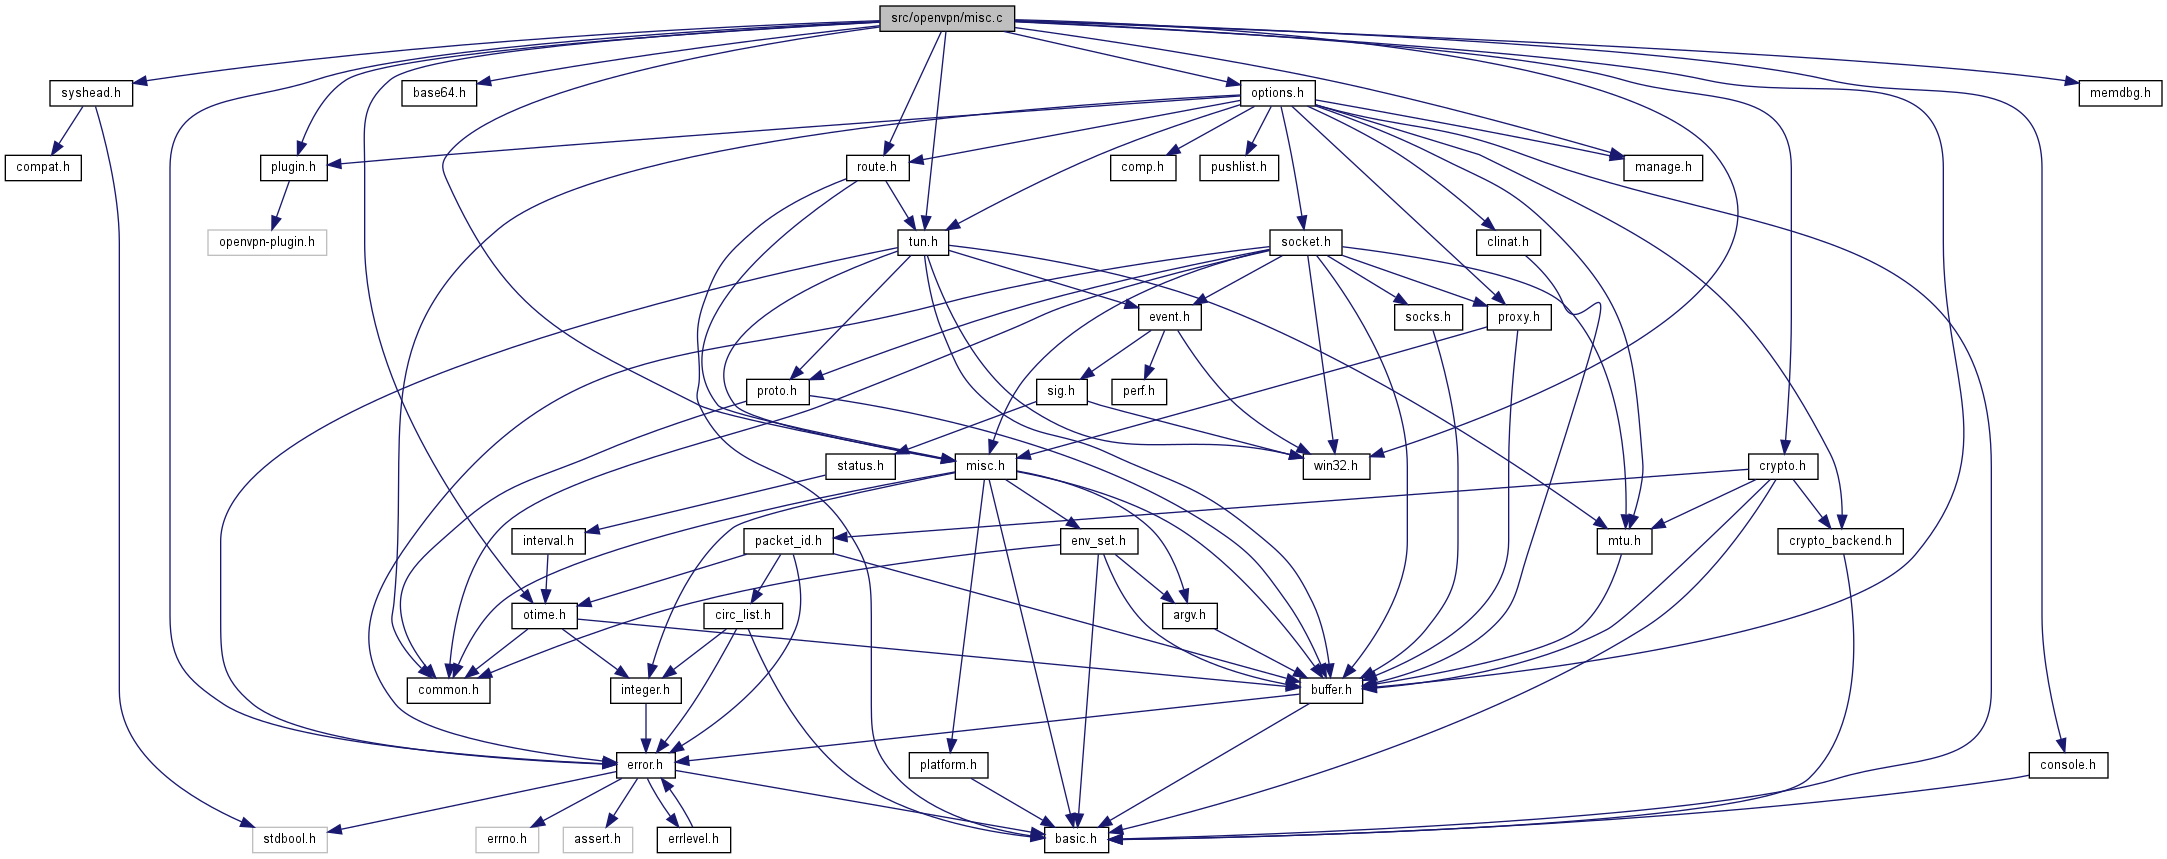 src/openvpn/misc.c
syshead.h
base64.h
options.h
memdbg.h
compat.h
plugin.h
route.h
comp.h
pushlist.h
manage.h
openvpn-plugin.h
tun.h
socket.h
clinat.h
event.h
socks.h
proxy.h
proto.h
sig.h
perf.h
status.h
misc.h
win32.h
crypto.h
interval.h
packet_id.h
env_set.h
mtu.h
crypto_backend.h
otime.h
circ_list.h
argv.h
common.h
integer.h
buffer.h
error.h
platform.h
console.h
stdbool.h
errno.h
assert.h
errlevel.h
basic.h